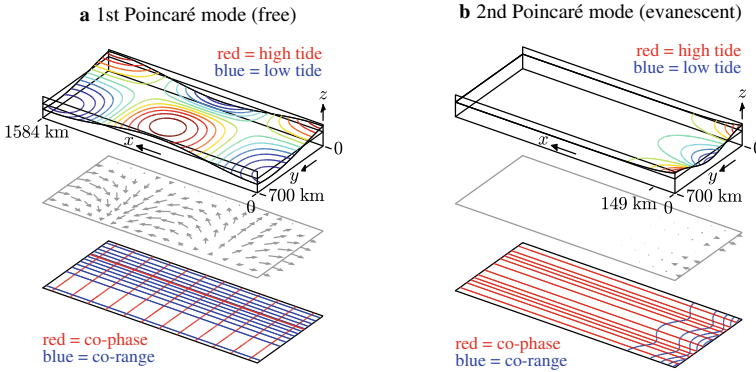 a 1st Poincaré mode (free)
red = high tide
blue = low tide
z
1584 km
x
0
y
700 km
0
red = co-phase
blue = co-range
b 2nd Poincaré mode (evanescent)
red = high tide
blue = low tide
z
x
0
y
149 km
700 km
0
red = co-phase
blue = co-range